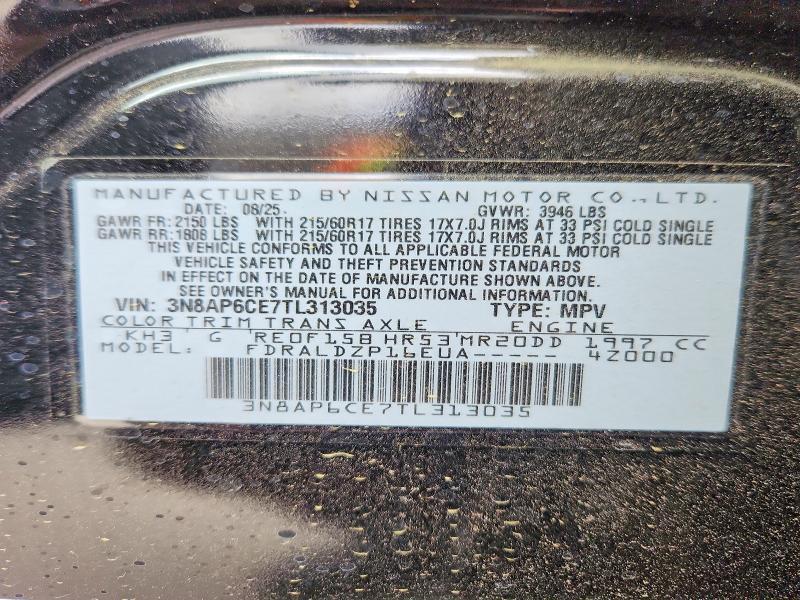 MANUFACTURED BY NISSAN MOTOR CO., LTD.
DATE: 08/25 GVWR: 3946 LBS
GAWR FR: 2150 LBS WITH 215/60R17 TIRES 17X7.0J RIMS AT 33 PSI COLD SINGLE
GAWR RR: 1808 LBS WITH 215/60R17 TIRES 17X7.0J RIMS AT 33 PSI COLD SINGLE
THIS VEHICLE CONFORMS TO ALL APPLICABLE FEDERAL MOTOR
VEHICLE SAFETY AND THEFT PREVENTION STANDARDS
IN EFFECT ON THE DATE OF MANUFACTURE SHOWN ABOVE.
SEE OWNER'S MANUAL FOR ADDITIONAL INFORMATION
VIN: 3N8AP6CE7TL313035 TYPE: MPV
COLOR TRIM TRANS AXLE ENGINE
KH3 G RE0F15B HR53 MR20DD 1997 CC
MODEL: FDRALDZP16EUA----- 4Z000
3N8AP6CE7TL313035